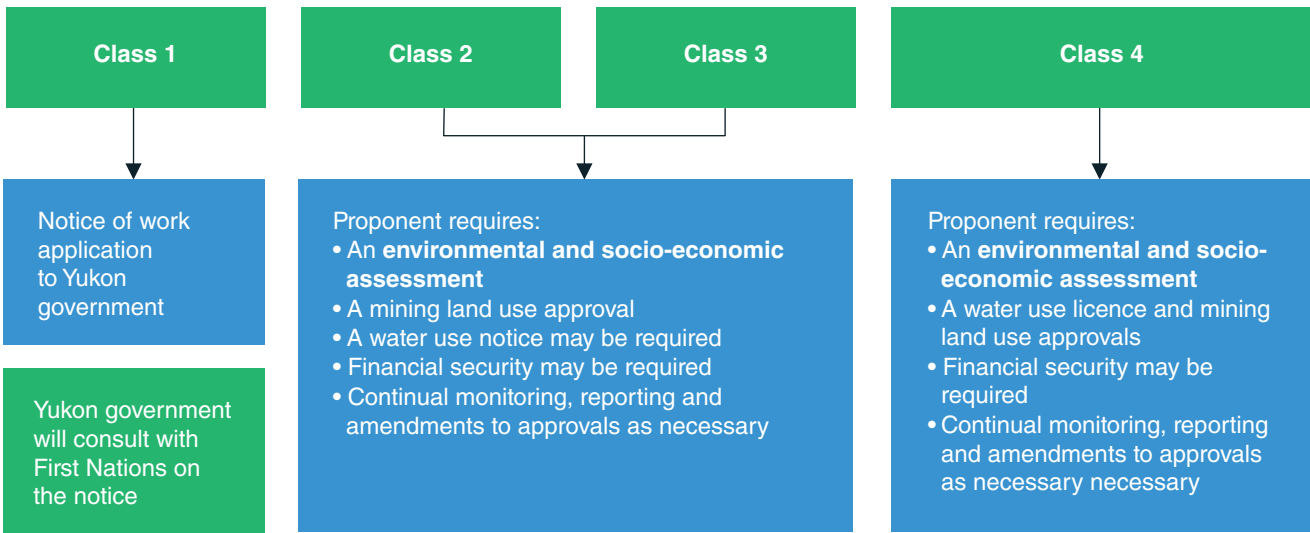 Class 1
Class 2
Class 3
Class 4
Notice of work
application
to Yukon
government
Yukon government
will consult with
First Nations on
the notice
Proponent requires:
• An environmental and socio-economic
assessment
• A mining land use approval
• A water use notice may be required
• Financial security may be required
• Continual monitoring, reporting and
amendments to approvals as necessary
Proponent requires:
• An environmental and socio-
economic assessment
• A water use licence and mining
land use approvals
• Financial security may be
required
• Continual monitoring, reporting
and amendments to approvals
as necessary necessary